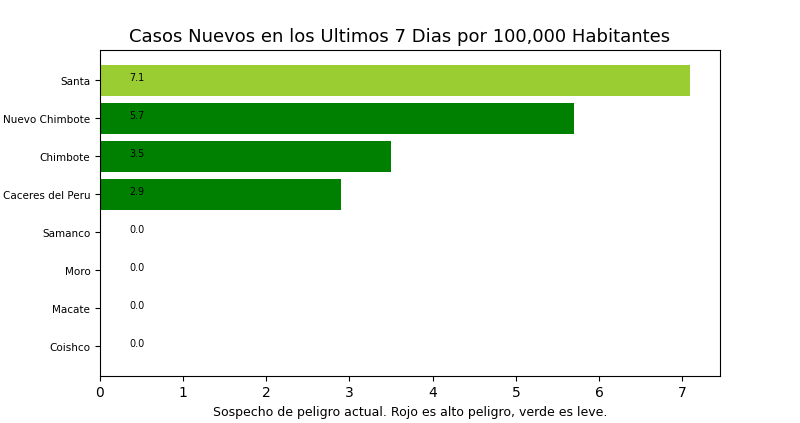 Casos Nuevos en los Ultimos 7 Dias por 100,000 Habitantes
Santa 7.1
Nuevo Chimbote 5.7
Chimbote 3.5
Caceres del Peru 2.9
Samanco 0.0
Moro 0.0
Macate 0.0
Coishco 0.0
0 1 2 3 4 5 6 7
Sospecho de peligro actual. Rojo es alto peligro, verde es leve.